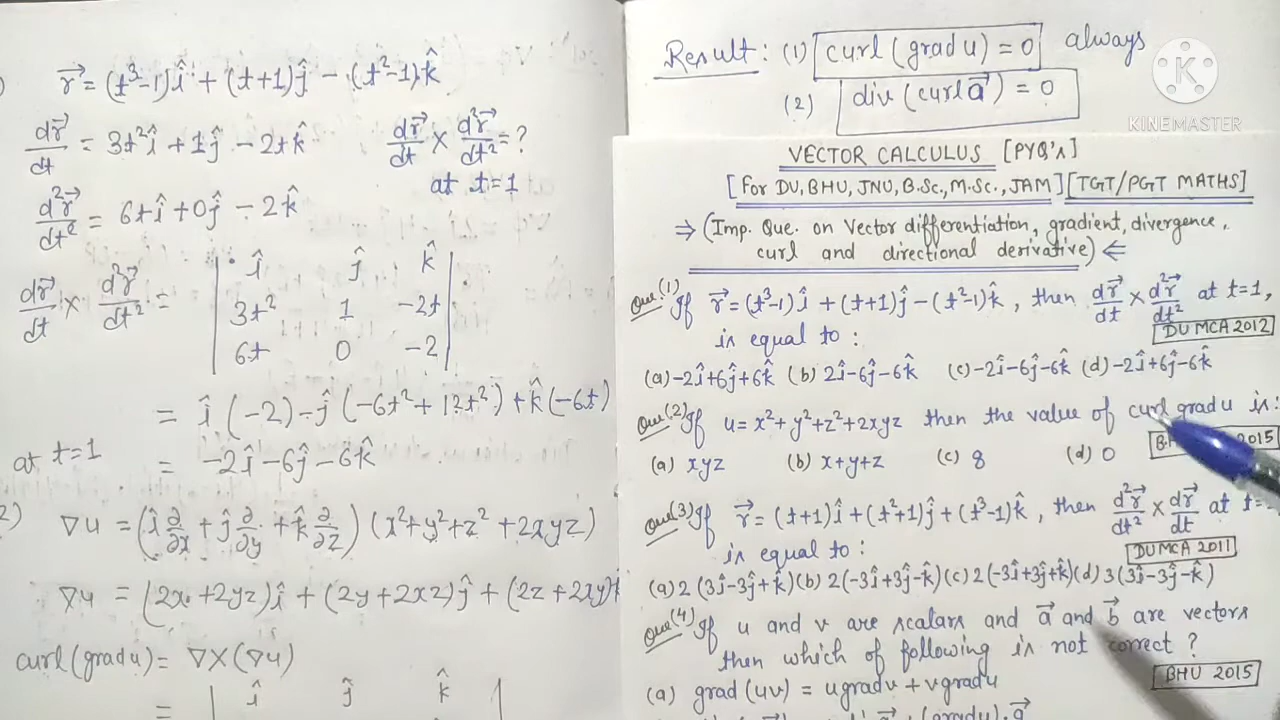 r⃗ = (t³-1)î + (t+1)ĵ - (t²-1)k̂
dr⃗/dt = 3t²î + 1ĵ - 2tk̂
dr⃗/dt × d²r⃗/dt² = ?
at t=1
d²r⃗/dt² = 6tî + 0ĵ - 2k̂
dr⃗/dt × d²r⃗/dt² = | î ĵ k̂ |
| 3t² 1 -2t |
| 6t 0 -2 |
= î(-2) - ĵ(-6t² + 12t²) + k̂(-6t)
at t=1 = -2î - 6ĵ - 6k̂
2) ∇u = (î ∂/∂x + ĵ ∂/∂y + k̂ ∂/∂z) (x² + y² + z² + 2xyz)
∇u = (2x + 2yz)î + (2y + 2xz)ĵ + (2z + 2xy)
curl(grad u) = ∇×(∇u)
= | î ĵ k̂ |
Result: (1) curl(grad u) = 0 always
(2) div(curl a⃗) = 0
KINEMASTER
VECTOR CALCULUS [PYQ's]
[For DU, BHU, JNU, B.Sc., M.Sc., JAM] [TGT/PGT MATHS]
⇒ (Imp. Que. on Vector differentiation, gradient, divergence,
curl and directional derivative) ⇐
Que(1) If r⃗ = (t³-1)î + (t+1)ĵ - (t²-1)k̂, then dr⃗/dt × d²r⃗/dt² at t=1,
is equal to :
DU MCA 2012
(a) -2î+6ĵ+6k̂ (b) 2î-6ĵ-6k̂ (c) -2î-6ĵ-6k̂ (d) -2î+6ĵ-6k̂
Que(2) If u = x² + y² + z² + 2xyz then the value of curl grad u is:
2015
(a) xyz (b) x+y+z (c) 8 (d) 0
Que(3) If r⃗ = (t+1)î + (t²+1)ĵ + (t³-1)k̂, then d²r⃗/dt² × dr⃗/dt at t=
is equal to :
DU MCA 2011
(a) 2(3î-3ĵ+k̂) (b) 2(-3î+3ĵ-k̂) (c) 2(-3î+3ĵ+k̂) (d) 3(3î-3ĵ-k̂)
Que(4) If u and v are scalars and a⃗ and b⃗ are vectors
then which of following is not correct ?
BHU 2015
(a) grad (uv) = u grad v + v grad u